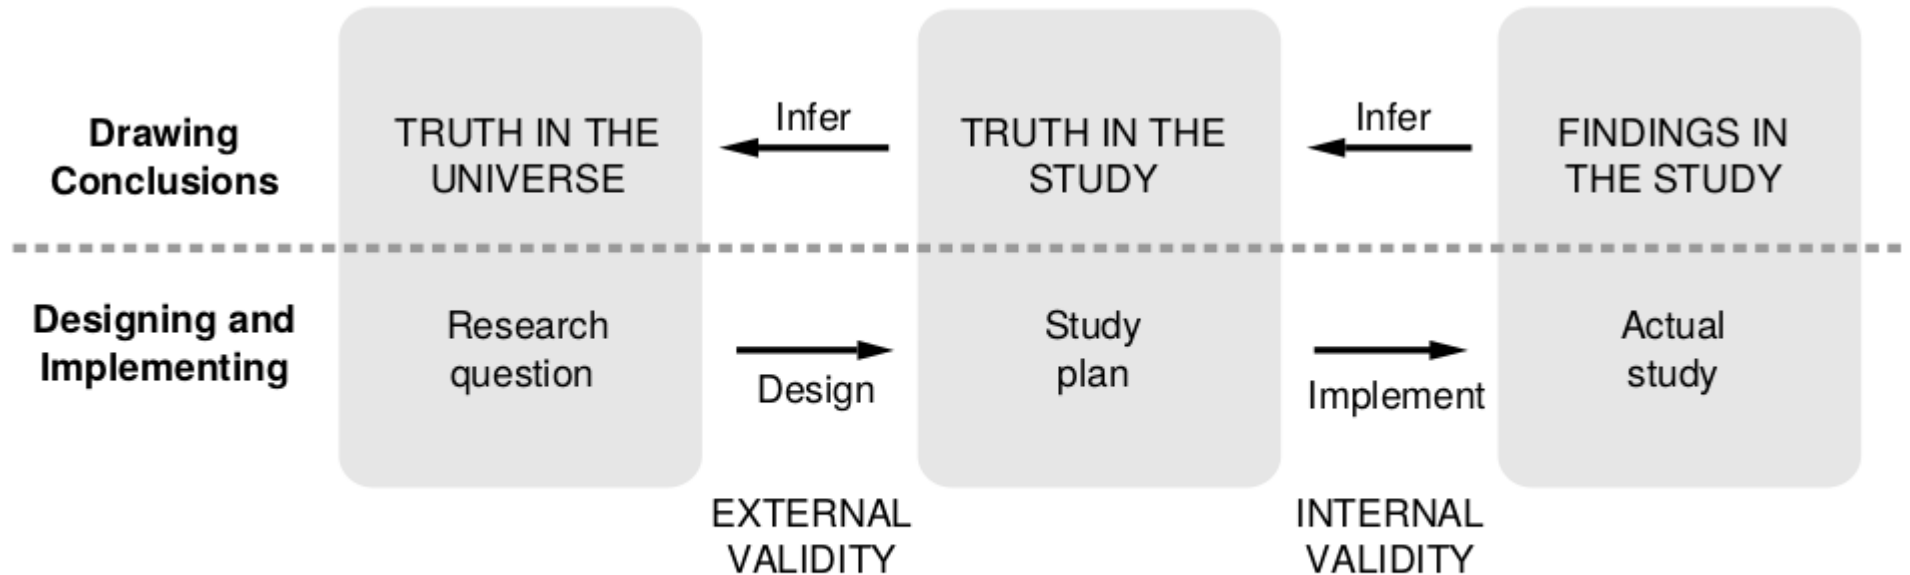 Drawing
Conclusions
TRUTH IN THE
UNIVERSE
Infer
TRUTH IN THE
STUDY
Infer
FINDINGS IN
THE STUDY
Designing and
Implementing
Research
question
Design
Study
plan
Implement
Actual
study
EXTERNAL
VALIDITY
INTERNAL
VALIDITY